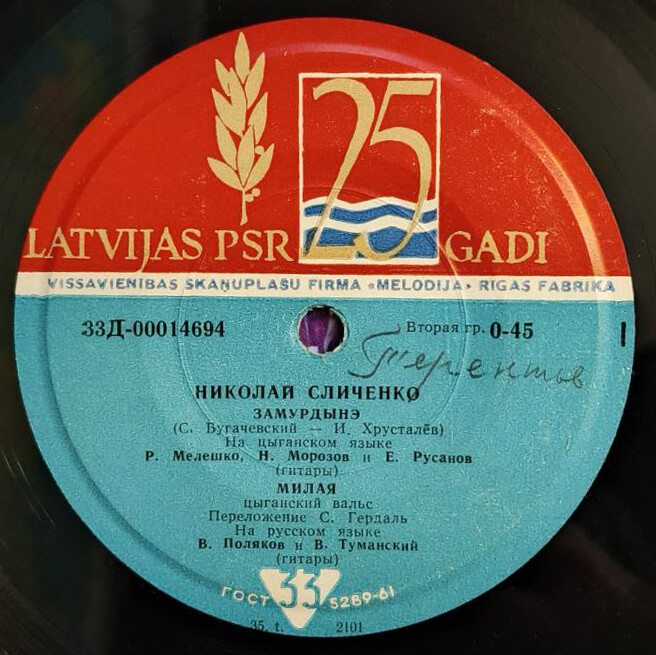 LATVIJAS PSR 25 GADI
VISSAVIENĪBAS SKAŅUPLAŠU FIRMA «MELODIJA» RĪGAS FABRIKA
33Д-00014694 Вторая гр. 0-45 I
Терентьев
НИКОЛАЙ СЛИЧЕНКО
ЗАМУРДЫНЭ
(С. Бугачевский — И. Хрусталёв)
На цыганском языке
Р. Мелешко, Н. Морозов и Е. Русанов
(гитары)
МИЛАЯ
цыганский вальс
Переложение С. Гердаль
На русском языке
В. Поляков и В. Туманский
(гитары)
ГОСТ 33 5289-61
35. t. 2101